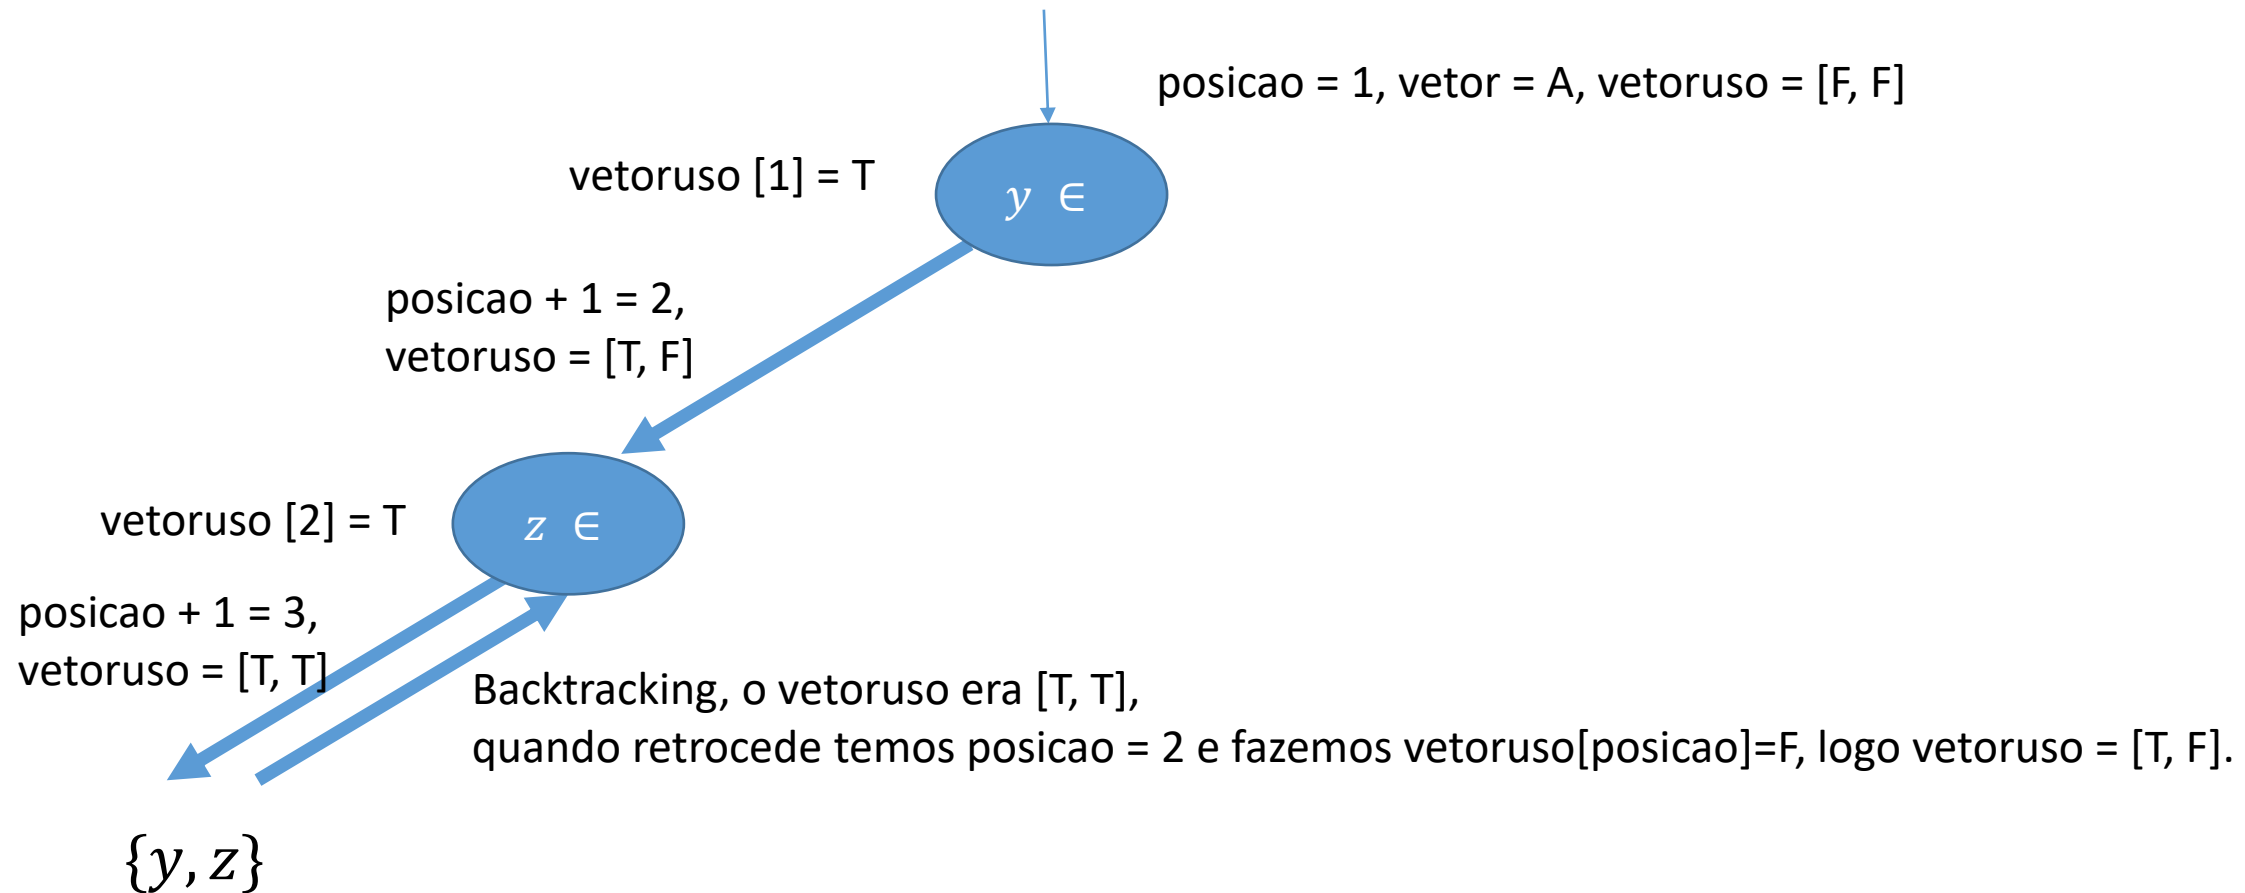 posicao = 1, vetor = A, vetoruso = [F, F]
vetoruso [1] = T
y ∈
posicao + 1 = 2,
vetoruso = [T, F]
vetoruso [2] = T
z ∈
posicao + 1 = 3,
vetoruso = [T, T]
Backtracking, o vetoruso era [T, T],
quando retrocede temos posicao = 2 e fazemos vetoruso[posicao]=F, logo vetoruso = [T, F].
{y, z}